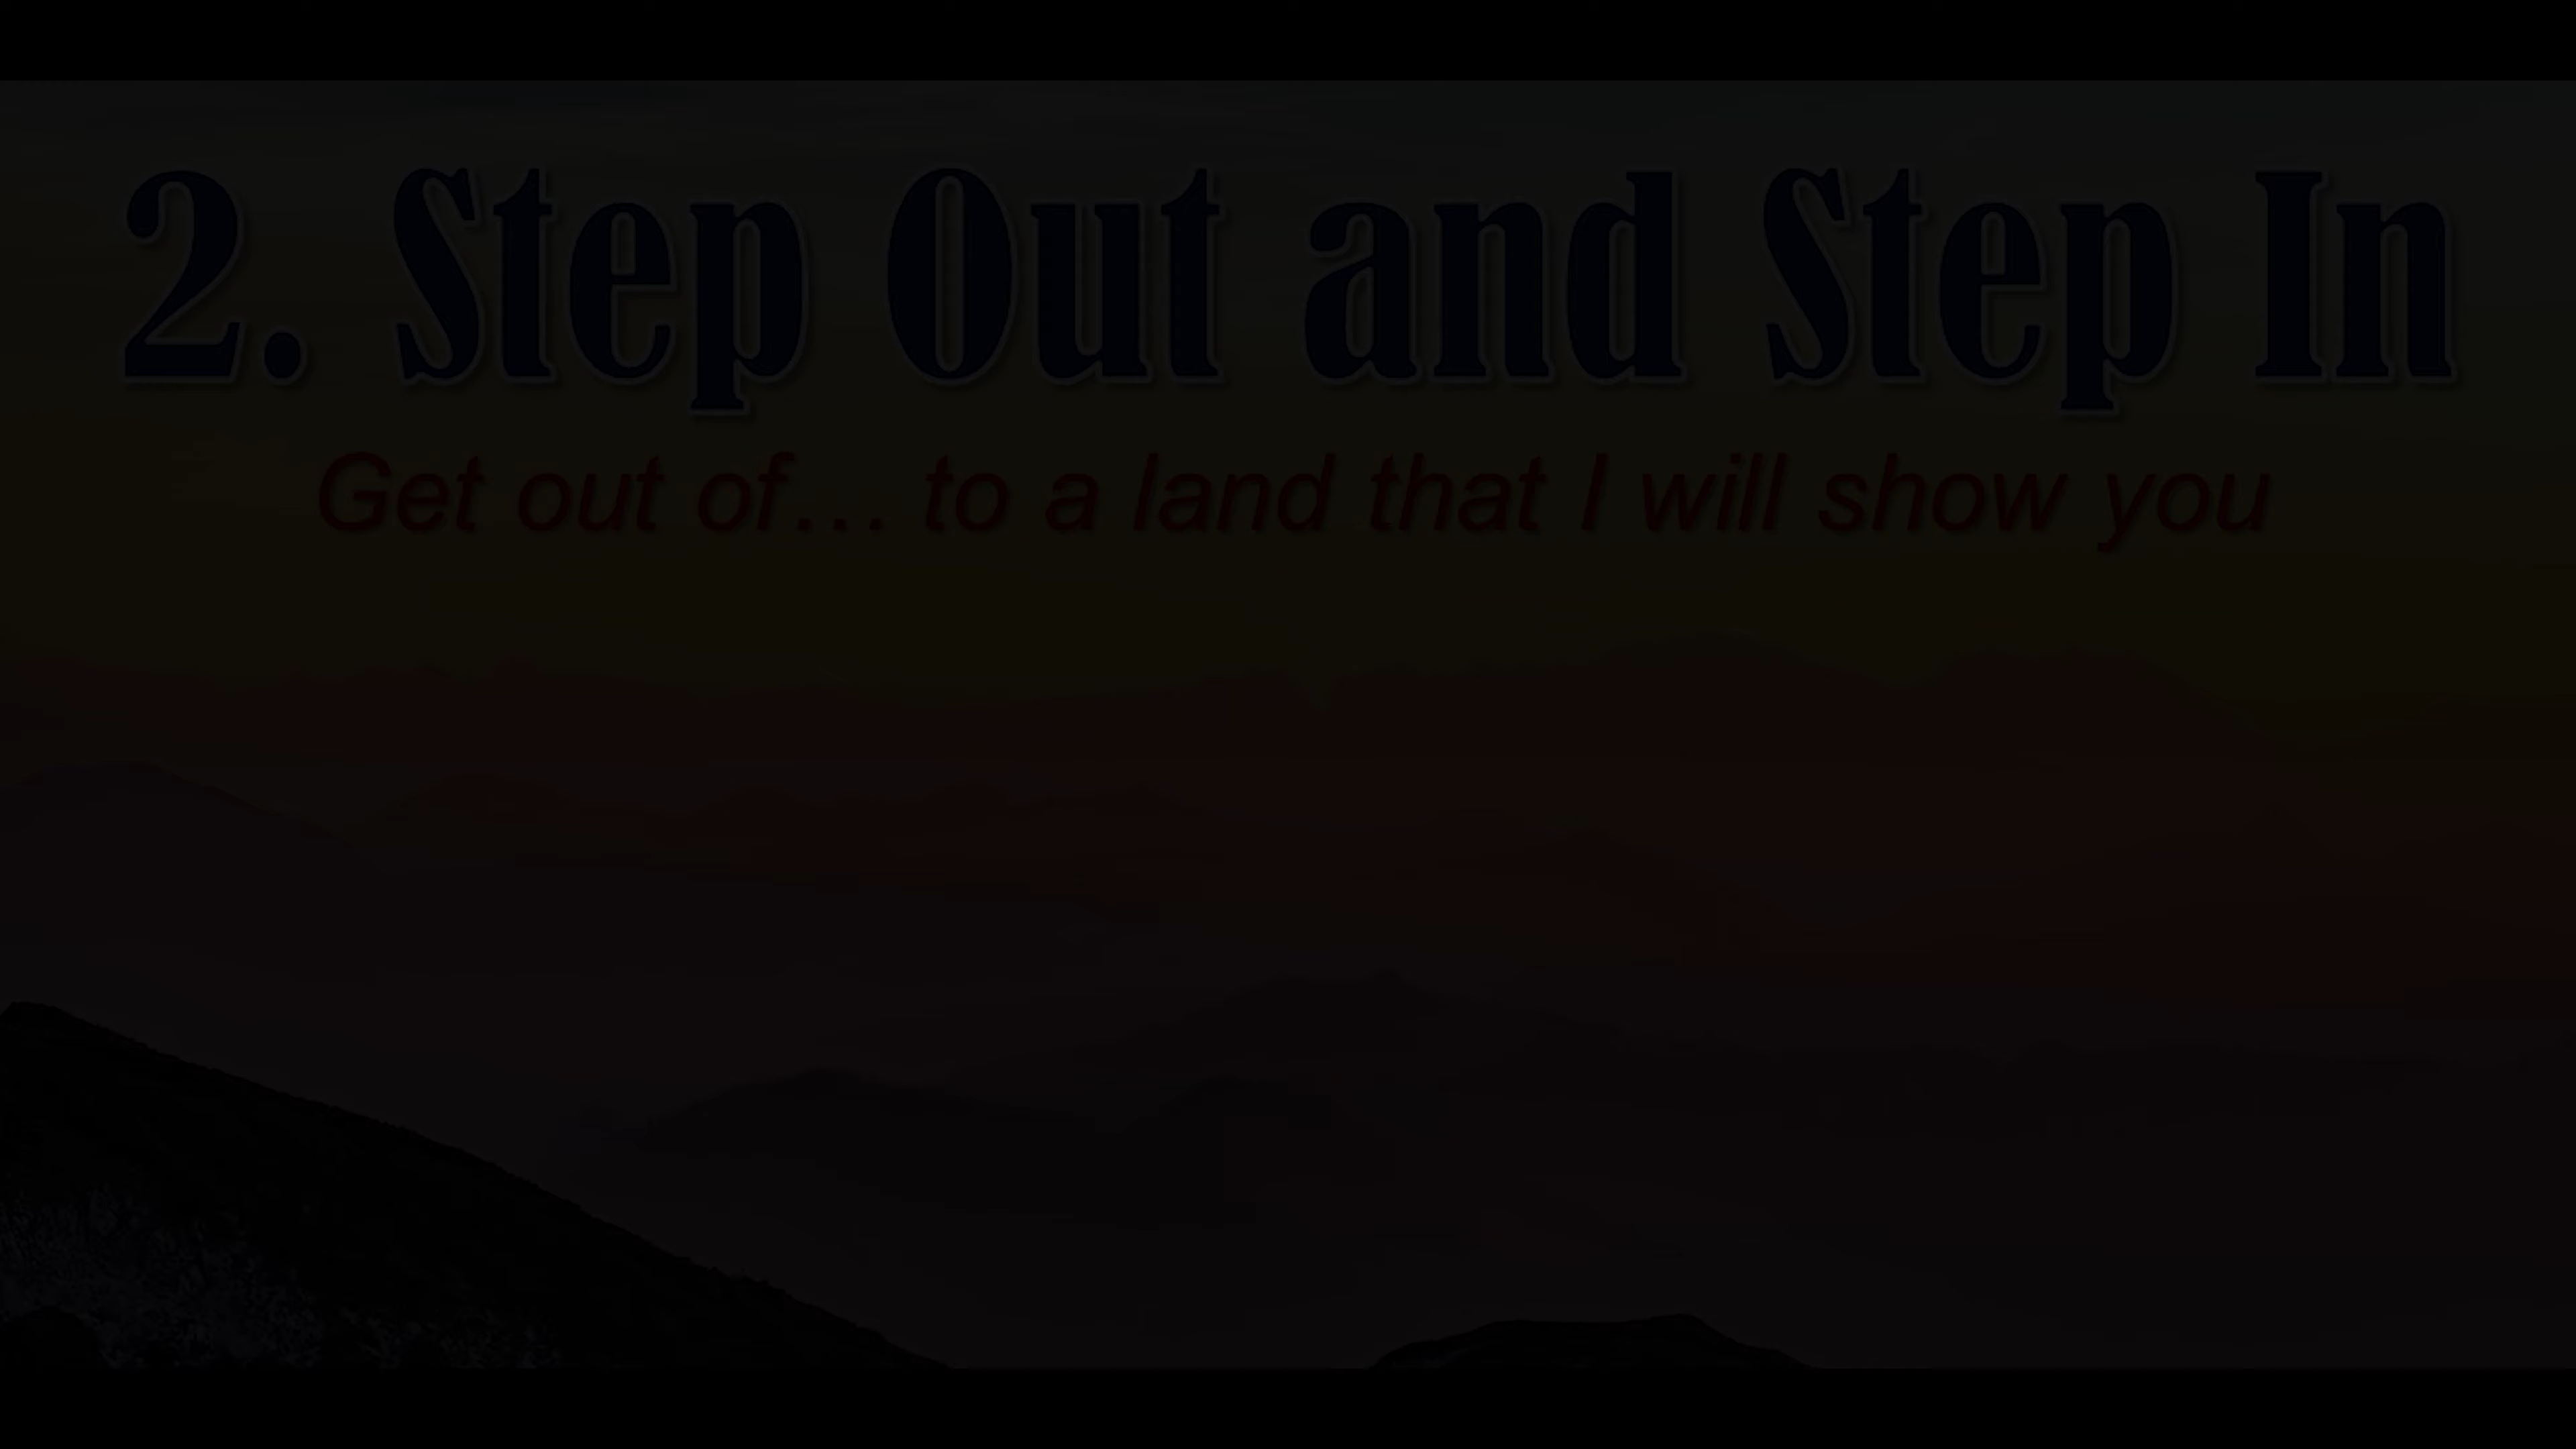 2. Step Out and Step In
Get out of... to a land that I will show you